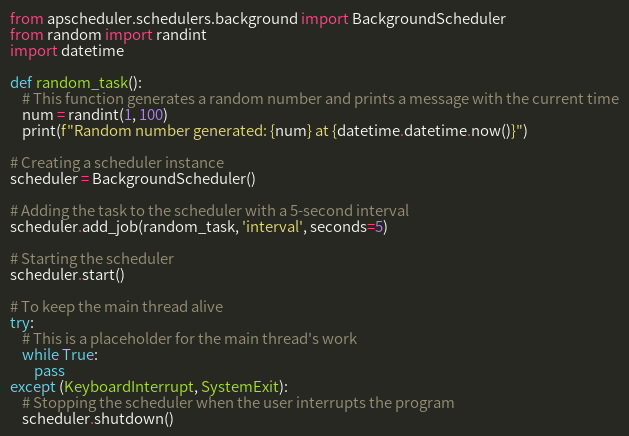 from apscheduler.schedulers.background import BackgroundScheduler
from random import randint
import datetime

def random_task():
    # This function generates a random number and prints a message with the current time
    num = randint(1, 100)
    print(f"Random number generated: {num} at {datetime.datetime.now()}")

# Creating a scheduler instance
scheduler = BackgroundScheduler()

# Adding the task to the scheduler with a 5-second interval
scheduler.add_job(random_task, 'interval', seconds=5)

# Starting the scheduler
scheduler.start()

# To keep the main thread alive
try:
    # This is a placeholder for the main thread's work
    while True:
        pass
except (KeyboardInterrupt, SystemExit):
    # Stopping the scheduler when the user interrupts the program
    scheduler.shutdown()